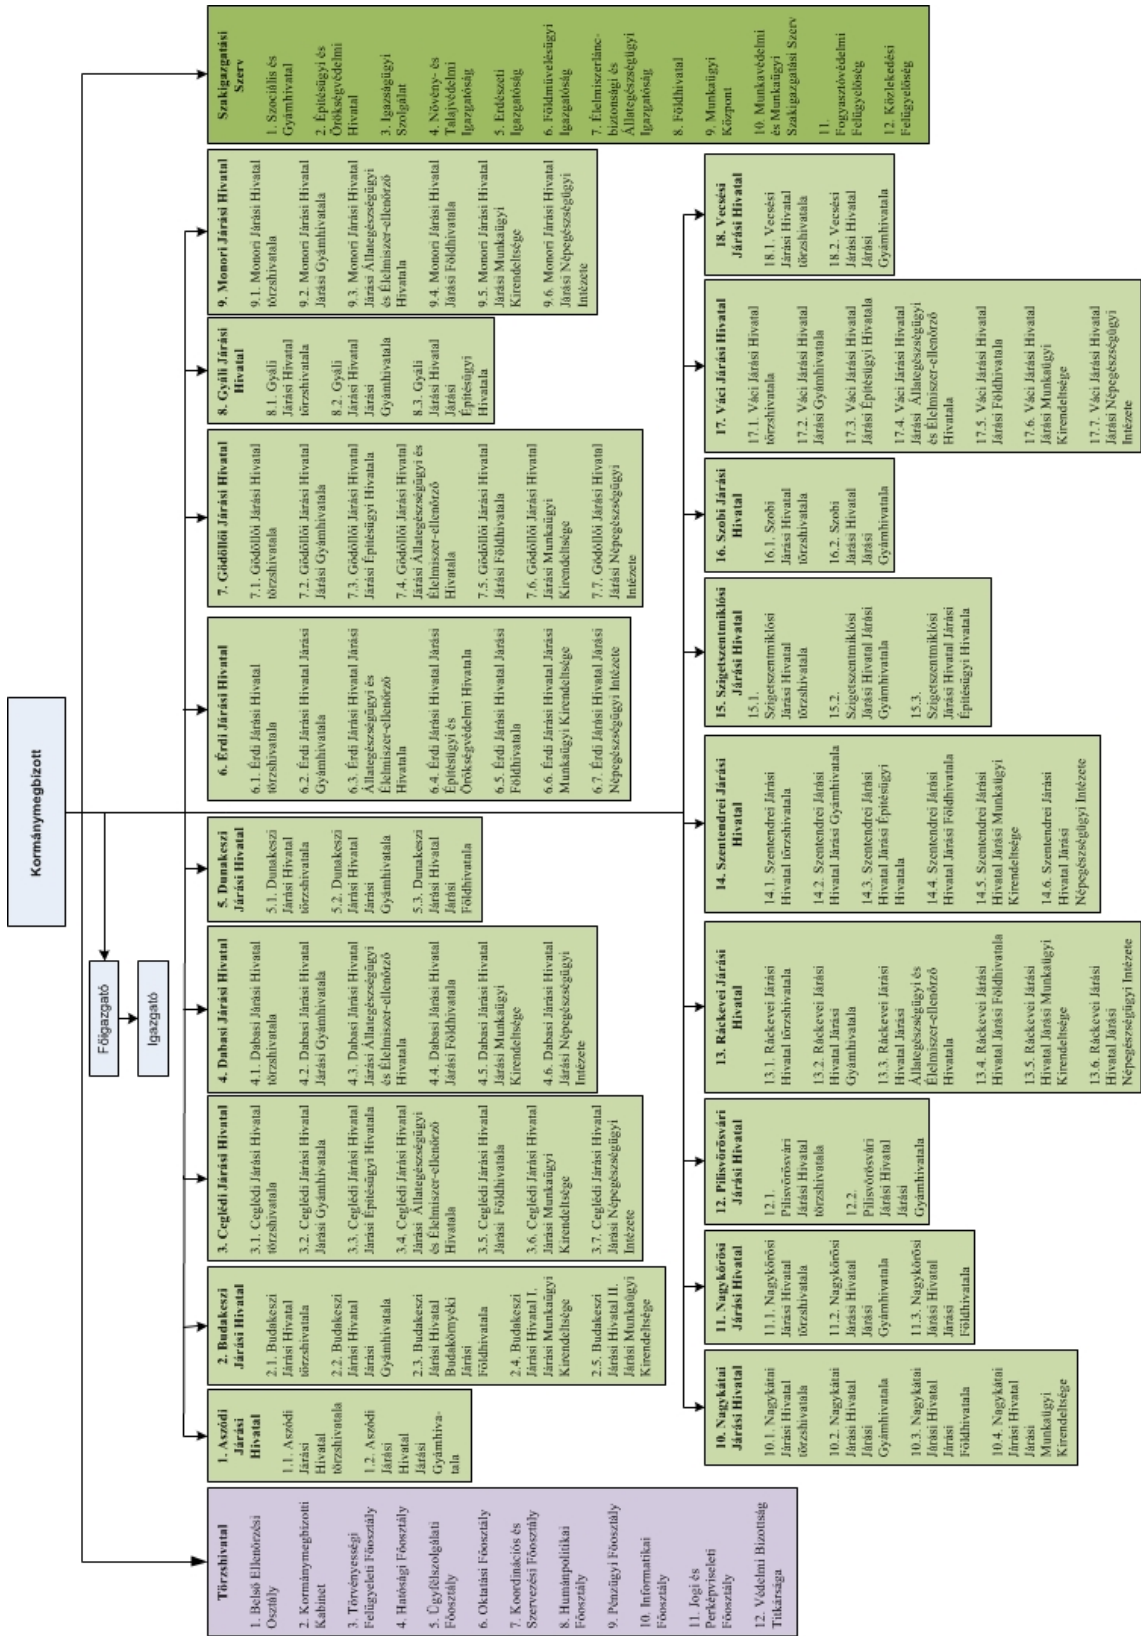 Kormánymegbízott
Főigazgató
Igazgató
Törzshivatal
1. Belső Ellenőrzési
Osztály
2. Kormánymegbízotti
Kabinet
3. Törvényességi
Felügyeleti Főosztály
4. Hatósági Főosztály
5. Ügyfélszolgálati
Főosztály
6. Oktatási Főosztály
7. Koordinációs és
Szervezési Főosztály
8. Humánpolitikai
Főosztály
9. Pénzügyi Főosztály
10. Informatikai
Főosztály
11. Jogi és
Perképviseleti
Főosztály
12. Védelmi Bizottság
Titkársága
1. Aszódi
Járási
Hivatal
1.1. Aszódi
Járási
Hivatal
törzshivatala
1.2. Aszódi
Járási
Hivatal
Járási
Gyámhiva-
tala
2. Budakeszi
Járási Hivatal
2.1. Budakeszi
Járási Hivatal
törzshivatala
2.2. Budakeszi
Járási Hivatal
Járási
Gyámhivatala
2.3. Budakeszi
Járási Hivatal
Budakörnyéki
Járási
Földhivatala
2.4. Budakeszi
Járási Hivatal I.
Járási Munkaügyi
Kirendeltsége
2.5. Budakeszi
Járási Hivatal II.
Járási Munkaügyi
Kirendeltsége
3. Ceglédi Járási Hivatal
3.1. Ceglédi Járási Hivatal
törzshivatala
3.2. Ceglédi Járási Hivatal
Járási Gyámhivatala
3.3. Ceglédi Járási Hivatal
Járási Építésügyi Hivatala
3.4. Ceglédi Járási Hivatal
Járási Állategészségügyi
és Élelmiszer-ellenőrző
Hivatala
3.5. Ceglédi Járási Hivatal
Járási Földhivatala
3.6. Ceglédi Járási Hivatal
Járási Munkaügyi
Kirendeltsége
3.7. Ceglédi Járási Hivatal
Járási Népegészségügyi
Intézete
4. Dabasi Járási Hivatal
4.1. Dabasi Járási Hivatal
törzshivatala
4.2. Dabasi Járási Hivatal
Járási Gyámhivatala
4.3. Dabasi Járási Hivatal
Járási Állategészségügyi
és Élelmiszer-ellenőrző
Hivatala
4.4. Dabasi Járási Hivatal
Járási Földhivatala
4.5. Dabasi Járási Hivatal
Járási Munkaügyi
Kirendeltsége
4.6. Dabasi Járási Hivatal
Járási Népegészségügyi
Intézete
5. Dunakeszi
Járási Hivatal
5.1. Dunakeszi
Járási Hivatal
törzshivatala
5.2. Dunakeszi
Járási Hivatal
Járási
Gyámhivatala
5.3. Dunakeszi
Járási Hivatal
Járási
Földhivatala
6. Érdi Járási Hivatal
6.1. Érdi Járási Hivatal
törzshivatala
6.2. Érdi Járási Hivatal Járási
Gyámhivatala
6.3. Érdi Járási Hivatal Járási
Állategészségügyi és
Élelmiszer-ellenőrző
Hivatala
6.4. Érdi Járási Hivatal Járási
Építésügyi és
Örökségvédelmi Hivatala
6.5. Érdi Járási Hivatal Járási
Földhivatala
6.6. Érdi Járási Hivatal Járási
Munkaügyi Kirendeltsége
6.7. Érdi Járási Hivatal Járási
Népegészségügyi Intézete
7. Gödöllői Járási Hivatal
7.1. Gödöllői Járási Hivatal
törzshivatala
7.2. Gödöllői Járási Hivatal
Járási Gyámhivatala
7.3. Gödöllői Járási Hivatal
Járási Építésügyi Hivatala
7.4. Gödöllői Járási Hivatal
Járási Állategészségügyi és
Élelmiszer-ellenőrző
Hivatala
7.5. Gödöllői Járási Hivatal
Járási Földhivatala
7.6. Gödöllői Járási Hivatal
Járási Munkaügyi
Kirendeltsége
7.7. Gödöllői Járási Hivatal
Járási Népegészségügyi
Intézete
8. Gyáli Járási
Hivatal
8.1. Gyáli
Járási Hivatal
törzshivatala
8.2. Gyáli
Járási Hivatal
Járási
Gyámhivatala
8.3. Gyáli
Járási Hivatal
Járási
Építésügyi
Hivatala
9. Monori Járási Hivatal
9.1. Monori Járási Hivatal
törzshivatala
9.2. Monori Járási Hivatal
Járási Gyámhivatala
9.3. Monori Járási Hivatal
Járási Állategészségügyi
és Élelmiszer-ellenőrző
Hivatala
9.4. Monori Járási Hivatal
Járási Földhivatala
9.5. Monori Járási Hivatal
Járási Munkaügyi
Kirendeltsége
9.6. Monori Járási Hivatal
Járási Népegészségügyi
Intézete
Szakigazgatási
Szerv
1. Szociális és
Gyámhivatal
2. Építésügyi és
Örökségvédelmi
Hivatal
3. Igazságügyi
Szolgálat
4. Növény- és
Talajvédelmi
Igazgatóság
5. Erdészeti
Igazgatóság
6. Földművelésügyi
Igazgatóság
7. Élelmiszerlánc-
biztonsági és
Állategészségügyi
Igazgatóság
8. Földhivatal
9. Munkaügyi
Központ
10. Munkavédelmi
és Munkaügyi
Szakigazgatási Szerv
11.
Fogyasztóvédelmi
Felügyelőség
12. Közlekedési
Felügyelőség
10. Nagykátai
Járási Hivatal
10.1. Nagykátai
Járási Hivatal
törzshivatala
10.2. Nagykátai
Járási Hivatal
Járási
Gyámhivatala
10.3. Nagykátai
Járási Hivatal
Járási
Földhivatala
10.4. Nagykátai
Járási Hivatal
Járási
Munkaügyi
Kirendeltsége
11. Nagykőrösi
Járási Hivatal
11.1. Nagykőrösi
Járási Hivatal
törzshivatala
11.2. Nagykőrösi
Járási Hivatal
Járási
Gyámhivatala
11.3. Nagykőrösi
Járási Hivatal
Járási
Földhivatala
12. Pilisvörösvári
Járási Hivatal
12.1.
Pilisvörösvári
Járási Hivatal
törzshivatala
12.2.
Pilisvörösvári
Járási Hivatal
Járási
Gyámhivatala
13. Ráckevei Járási
Hivatal
13.1. Ráckevei Járási
Hivatal törzshivatala
13.2. Ráckevei Járási
Hivatal Járási
Gyámhivatala
13.3. Ráckevei Járási
Hivatal Járási
Állategészségügyi és
Élelmiszer-ellenőrző
Hivatala
13.4. Ráckevei Járási
Hivatal Járási Földhivatala
13.5. Ráckevei Járási
Hivatal Járási Munkaügyi
Kirendeltsége
13.6. Ráckevei Járási
Hivatal Járási
Népegészségügyi Intézete
14. Szentendrei Járási
Hivatal
14.1. Szentendrei Járási
Hivatal törzshivatala
14.2. Szentendrei Járási
Hivatal Járási Gyámhivatala
14.3. Szentendrei Járási
Hivatal Járási Építésügyi
Hivatala
14.4. Szentendrei Járási
Hivatal Járási Földhivatala
14.5. Szentendrei Járási
Hivatal Járási Munkaügyi
Kirendeltsége
14.6. Szentendrei Járási
Hivatal Járási
Népegészségügyi Intézete
15. Szigetszentmiklósi
Járási Hivatal
15.1.
Szigetszentmiklósi
Járási Hivatal
törzshivatala
15.2.
Szigetszentmiklósi
Járási Hivatal Járási
Gyámhivatala
15.3.
Szigetszentmiklósi
Járási Hivatal Járási
Építésügyi Hivatala
16. Szobi Járási
Hivatal
16.1. Szobi
Járási Hivatal
törzshivatala
16.2. Szobi
Járási Hivatal
Járási
Gyámhivatala
17. Váci Járási Hivatal
17.1. Váci Járási Hivatal
törzshivatala
17.2. Váci Járási Hivatal
Járási Gyámhivatala
17.3. Váci Járási Hivatal
Járási Építésügyi Hivatala
17.4. Váci Járási Hivatal
Járási Állategészségügyi
és Élelmiszer-ellenőrző
Hivatala
17.5. Váci Járási Hivatal
Járási Földhivatala
17.6. Váci Járási Hivatal
Járási Munkaügyi
Kirendeltsége
17.7. Váci Járási Hivatal
Járási Népegészségügyi
Intézete
18. Vecsési
Járási Hivatal
18.1. Vecsési
Járási Hivatal
törzshivatala
18.2. Vecsési
Járási Hivatal
Járási
Gyámhivatala